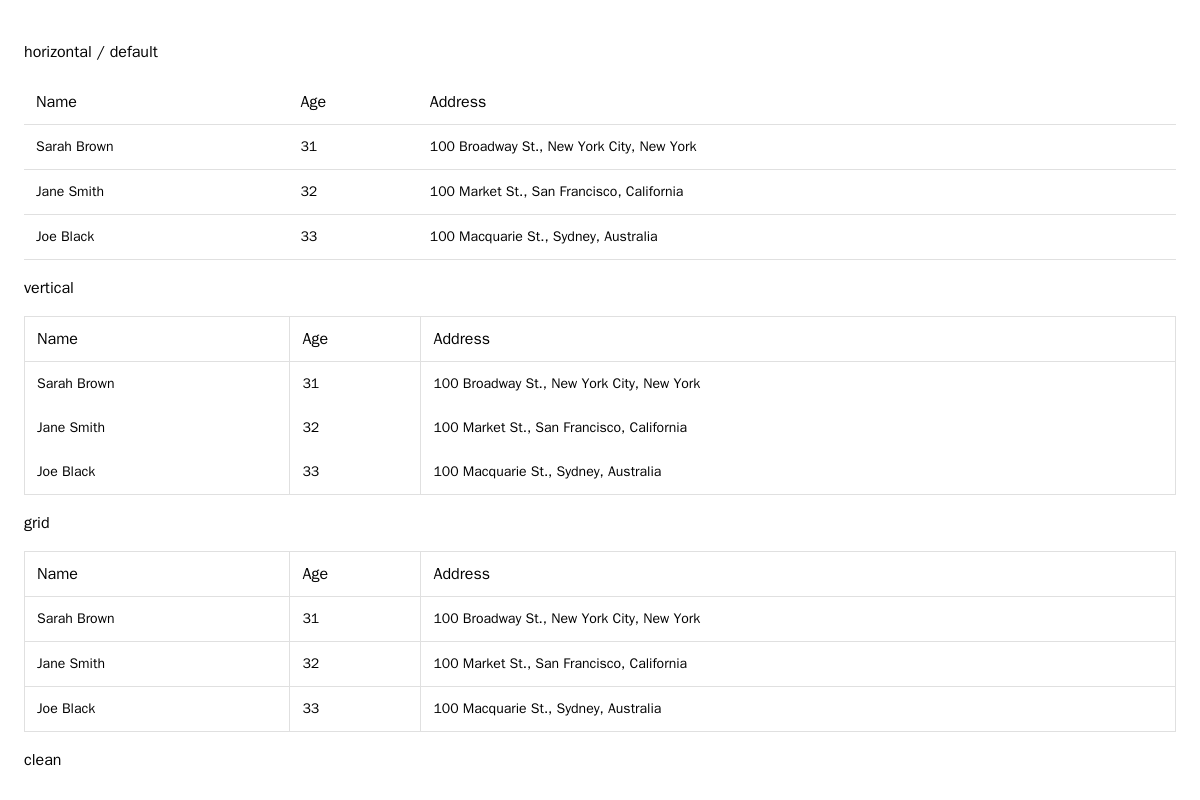 horizontal / default
Name Age Address
Sarah Brown 31 100 Broadway St., New York City, New York
Jane Smith 32 100 Market St., San Francisco, California
Joe Black 33 100 Macquarie St., Sydney, Australia
vertical
Name Age Address
Sarah Brown 31 100 Broadway St., New York City, New York
Jane Smith 32 100 Market St., San Francisco, California
Joe Black 33 100 Macquarie St., Sydney, Australia
grid
Name Age Address
Sarah Brown 31 100 Broadway St., New York City, New York
Jane Smith 32 100 Market St., San Francisco, California
Joe Black 33 100 Macquarie St., Sydney, Australia
clean